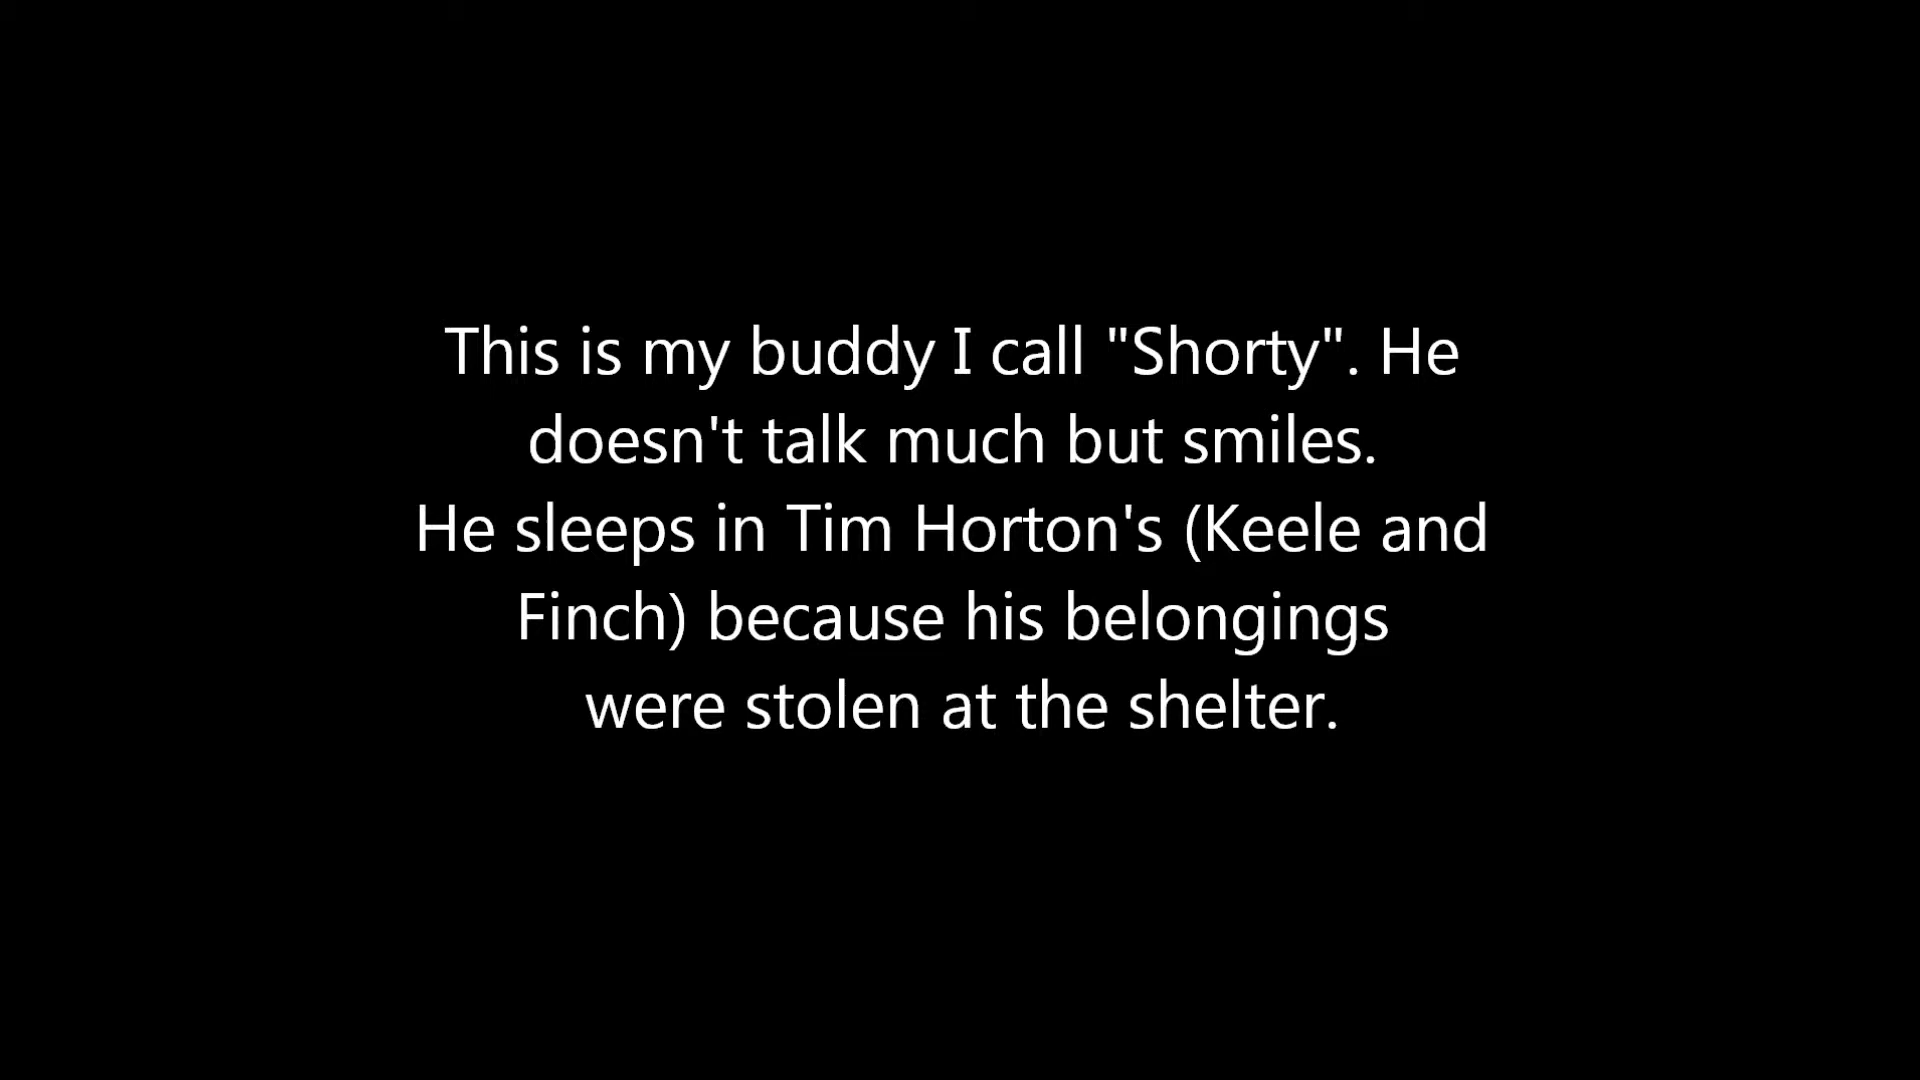 This is my buddy I call "Shorty". He
doesn't talk much but smiles.
He sleeps in Tim Horton's (Keele and
Finch) because his belongings
were stolen at the shelter.